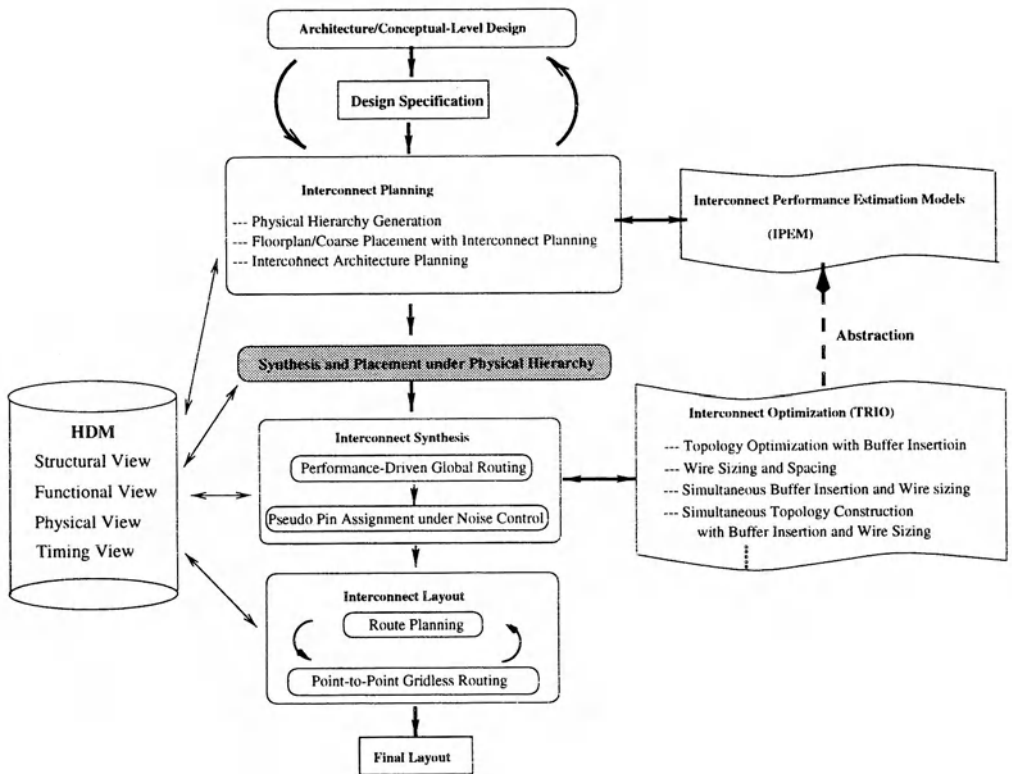 Architecture/Conceptual-Level Design
Design Specification
Interconnect Planning
--- Physical Hierarchy Generation
--- Floorplan/Coarse Placement with Interconnect Planning
--- Interconnect Architecture Planning
Interconnect Performance Estimation Models
(IPEM)
Abstraction
Synthesis and Placement under Physical Hierarchy
HDM
Structural View
Functional View
Physical View
Timing View
Interconnect Synthesis
Performance-Driven Global Routing
Pseudo Pin Assignment under Noise Control
Interconnect Optimization (TRIO)
--- Topology Optimization with Buffer Insertioin
--- Wire Sizing and Spacing
--- Simultaneous Buffer Insertion and Wire sizing
--- Simultaneous Topology Construction
with Buffer Insertion and Wire Sizing
Interconnect Layout
Route Planning
Point-to-Point Gridless Routing
Final Layout